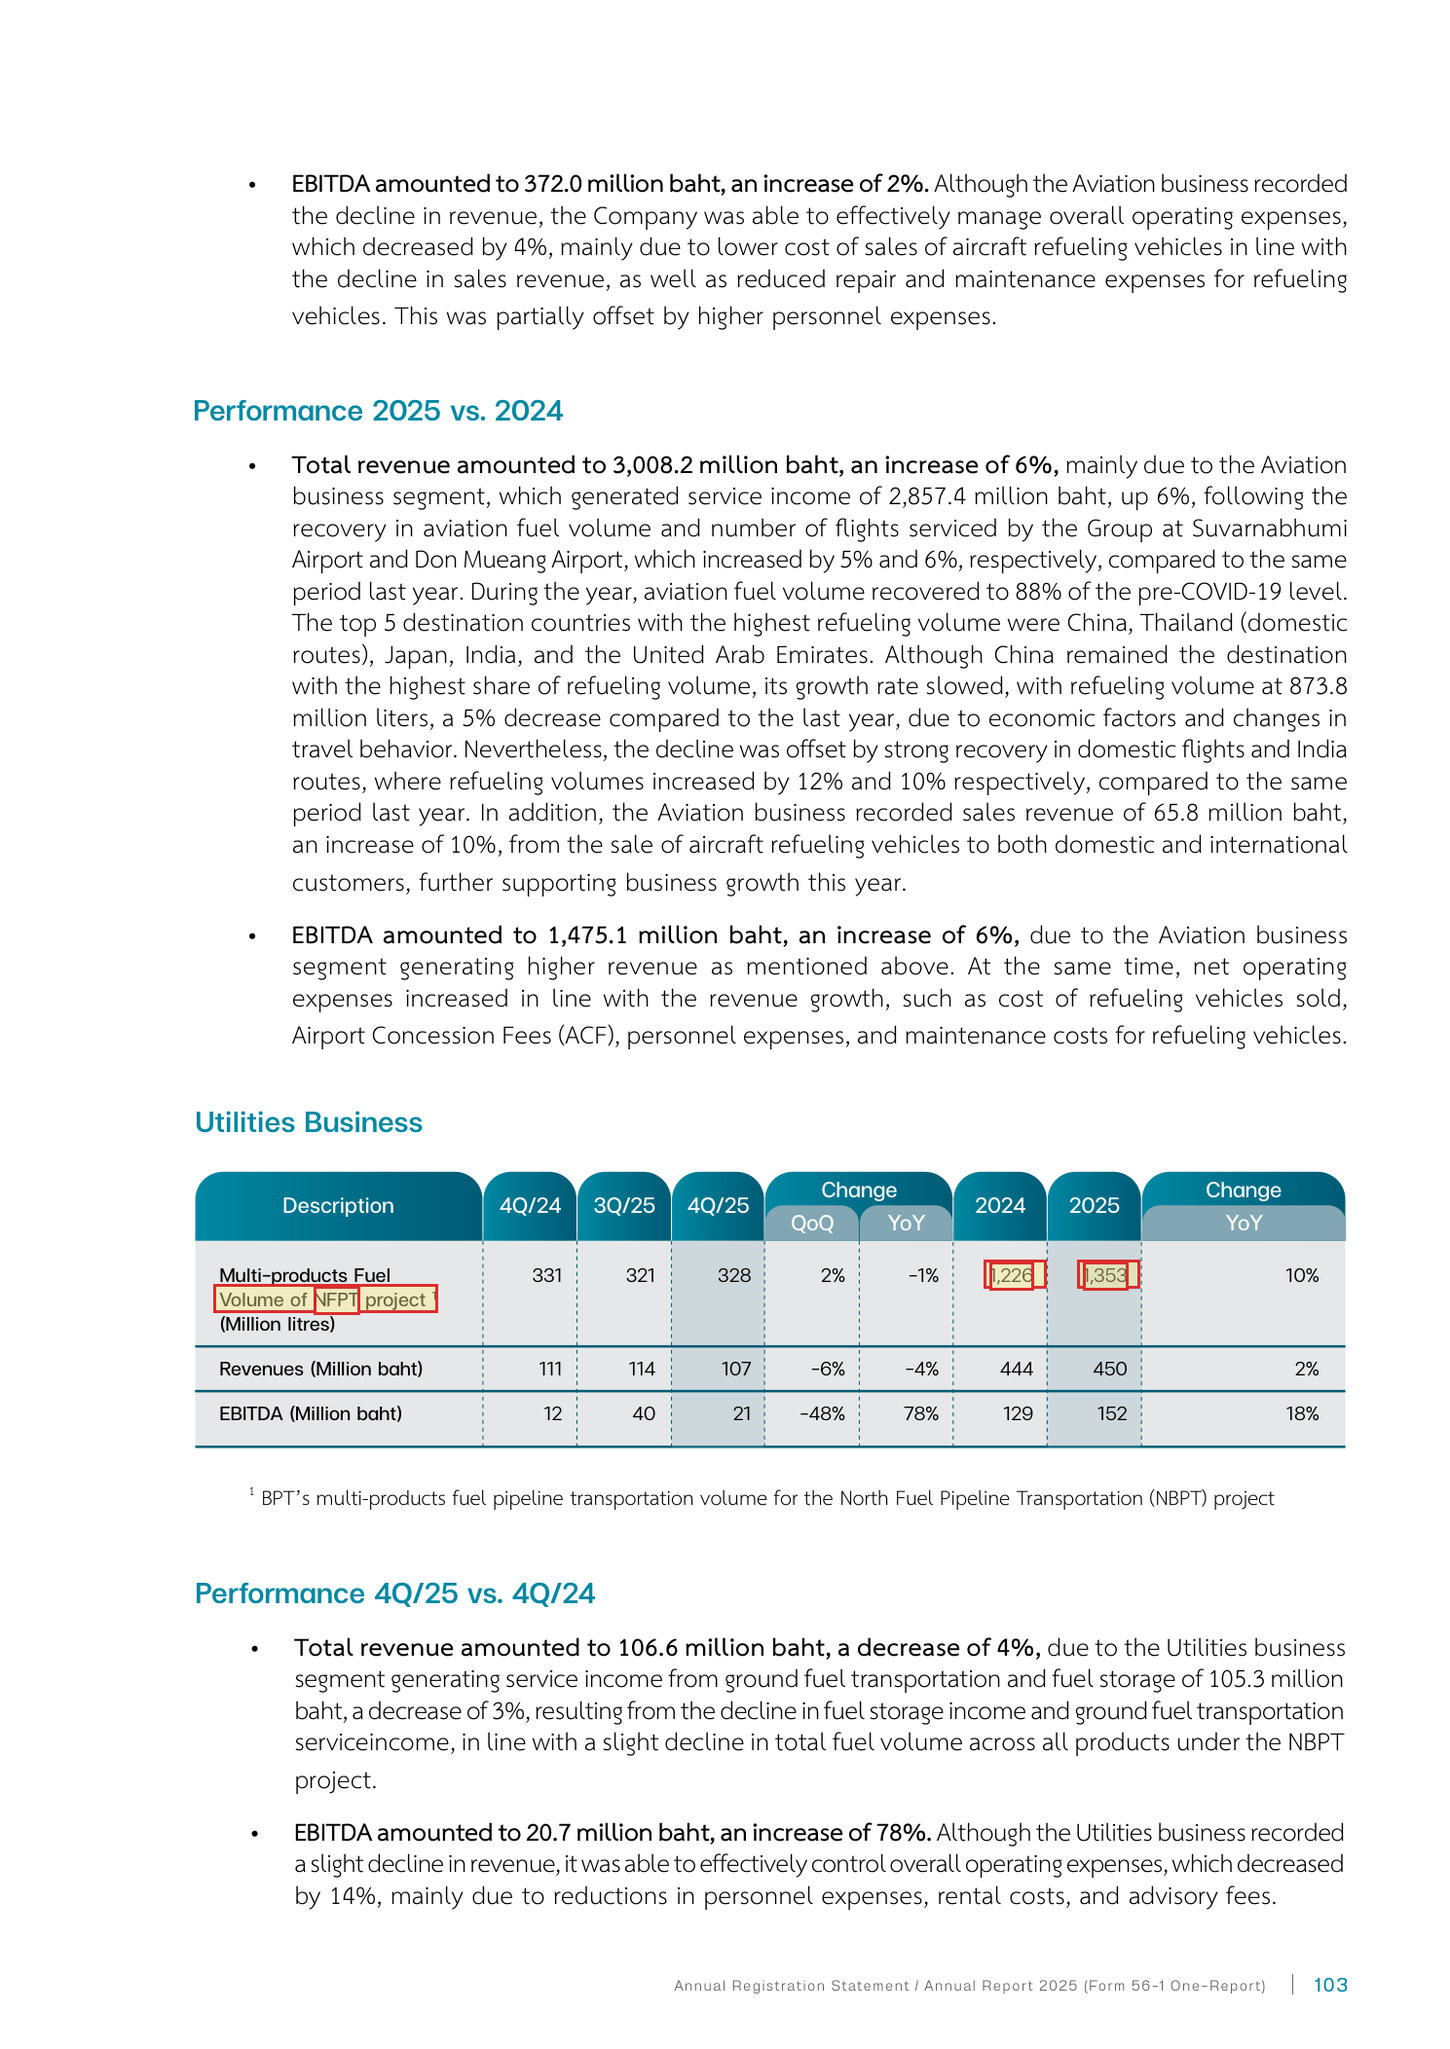 • EBITDA amounted to 372.0 million baht, an increase of 2%. Although the Aviation business recorded
the decline in revenue, the Company was able to effectively manage overall operating expenses,
which decreased by 4%, mainly due to lower cost of sales of aircraft refueling vehicles in line with
the decline in sales revenue, as well as reduced repair and maintenance expenses for refueling
vehicles. This was partially offset by higher personnel expenses.
Performance 2025 vs. 2024
• Total revenue amounted to 3,008.2 million baht, an increase of 6%, mainly due to the Aviation
business segment, which generated service income of 2,857.4 million baht, up 6%, following the
recovery in aviation fuel volume and number of flights serviced by the Group at Suvarnabhumi
Airport and Don Mueang Airport, which increased by 5% and 6%, respectively, compared to the same
period last year. During the year, aviation fuel volume recovered to 88% of the pre-COVID-19 level.
The top 5 destination countries with the highest refueling volume were China, Thailand (domestic
routes), Japan, India, and the United Arab Emirates. Although China remained the destination
with the highest share of refueling volume, its growth rate slowed, with refueling volume at 873.8
million liters, a 5% decrease compared to the last year, due to economic factors and changes in
travel behavior. Nevertheless, the decline was offset by strong recovery in domestic flights and India
routes, where refueling volumes increased by 12% and 10% respectively, compared to the same
period last year. In addition, the Aviation business recorded sales revenue of 65.8 million baht,
an increase of 10%, from the sale of aircraft refueling vehicles to both domestic and international
customers, further supporting business growth this year.
• EBITDA amounted to 1,475.1 million baht, an increase of 6%, due to the Aviation business
segment generating higher revenue as mentioned above. At the same time, net operating
expenses increased in line with the revenue growth, such as cost of refueling vehicles sold,
Airport Concession Fees (ACF), personnel expenses, and maintenance costs for refueling vehicles.
Utilities Business
Description 4Q/24 3Q/25 4Q/25 Change QoQ YoY 2024 2025 Change YoY
Multi-products Fuel 331 321 328 2% -1% 1,226 1,353 10%
Volume of NFPT project ¹
(Million litres)
Revenues (Million baht) 111 114 107 -6% -4% 444 450 2%
EBITDA (Million baht) 12 40 21 -48% 78% 129 152 18%
¹ BPT's multi-products fuel pipeline transportation volume for the North Fuel Pipeline Transportation (NBPT) project
Performance 4Q/25 vs. 4Q/24
• Total revenue amounted to 106.6 million baht, a decrease of 4%, due to the Utilities business
segment generating service income from ground fuel transportation and fuel storage of 105.3 million
baht, a decrease of 3%, resulting from the decline in fuel storage income and ground fuel transportation
serviceincome, in line with a slight decline in total fuel volume across all products under the NBPT
project.
• EBITDA amounted to 20.7 million baht, an increase of 78%. Although the Utilities business recorded
a slight decline in revenue, it was able to effectively control overall operating expenses, which decreased
by 14%, mainly due to reductions in personnel expenses, rental costs, and advisory fees.
Annual Registration Statement / Annual Report 2025 (Form 56-1 One-Report) 103